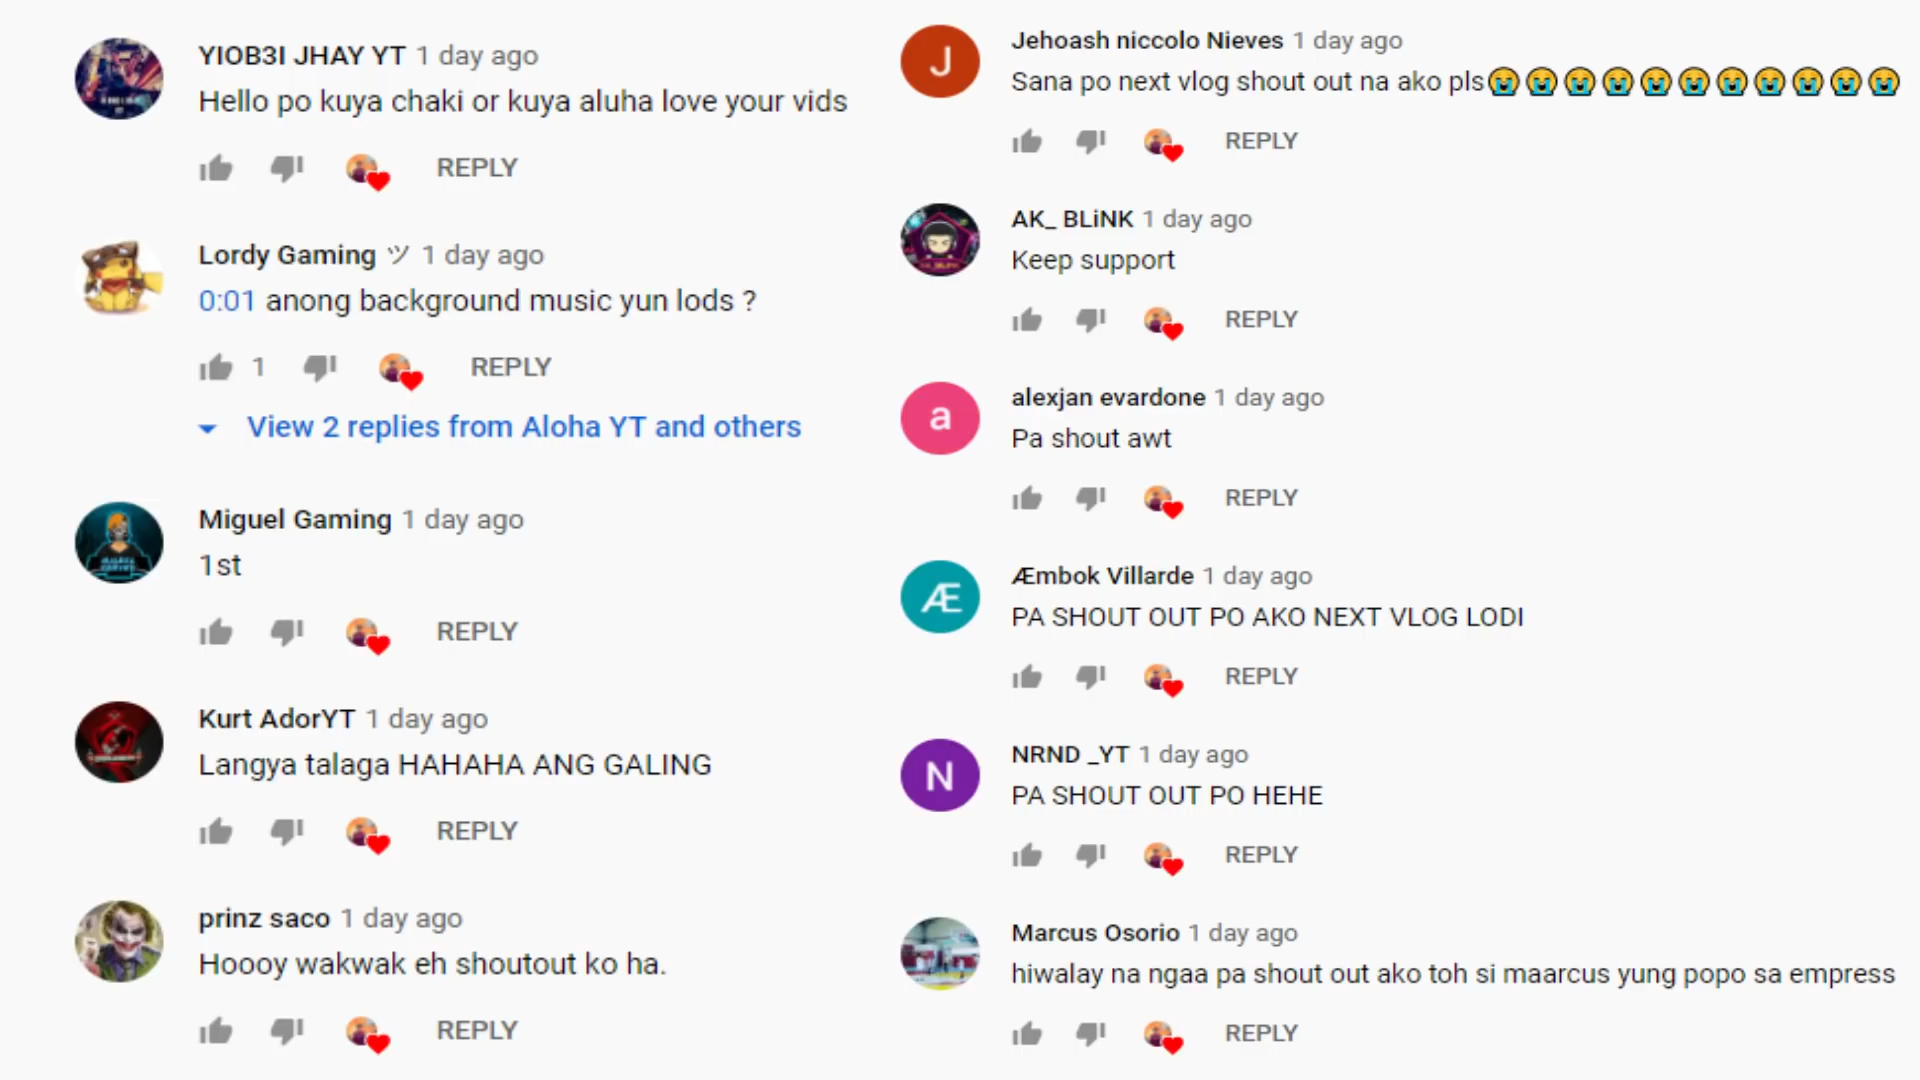 YIOB3I JHAY YT 1 day ago
Hello po kuya chaki or kuya aluha love your vids
REPLY
Lordy Gaming ツ 1 day ago
0:01 anong background music yun lods ?
1 REPLY
View 2 replies from Aloha YT and others
Miguel Gaming 1 day ago
1st
REPLY
Kurt AdorYT 1 day ago
Langya talaga HAHAHA ANG GALING
REPLY
prinz saco 1 day ago
Hoooy wakwak eh shoutout ko ha.
REPLY
J
Jehoash niccolo Nieves 1 day ago
Sana po next vlog shout out na ako pls😭😭😭😭😭😭😭😭😭😭😭
REPLY
AK_ BLiNK 1 day ago
Keep support
REPLY
a
alexjan evardone 1 day ago
Pa shout awt
REPLY
Æ
Æmbok Villarde 1 day ago
PA SHOUT OUT PO AKO NEXT VLOG LODI
REPLY
N
NRND _YT 1 day ago
PA SHOUT OUT PO HEHE
REPLY
Marcus Osorio 1 day ago
hiwalay na ngaa pa shout out ako toh si maarcus yung popo sa empress
REPLY